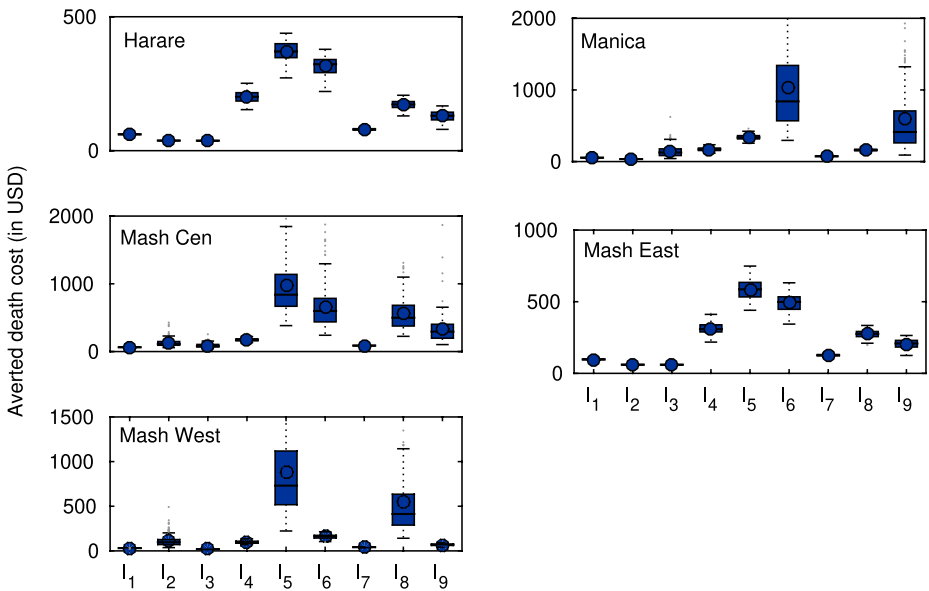 Averted death cost (in USD)
Harare
500
0
Manica
2000
1000
0
Mash Cen
2000
1000
0
Mash East
1000
500
0
I1 I2 I3 I4 I5 I6 I7 I8 I9
Mash West
1500
1000
500
0
I1 I2 I3 I4 I5 I6 I7 I8 I9